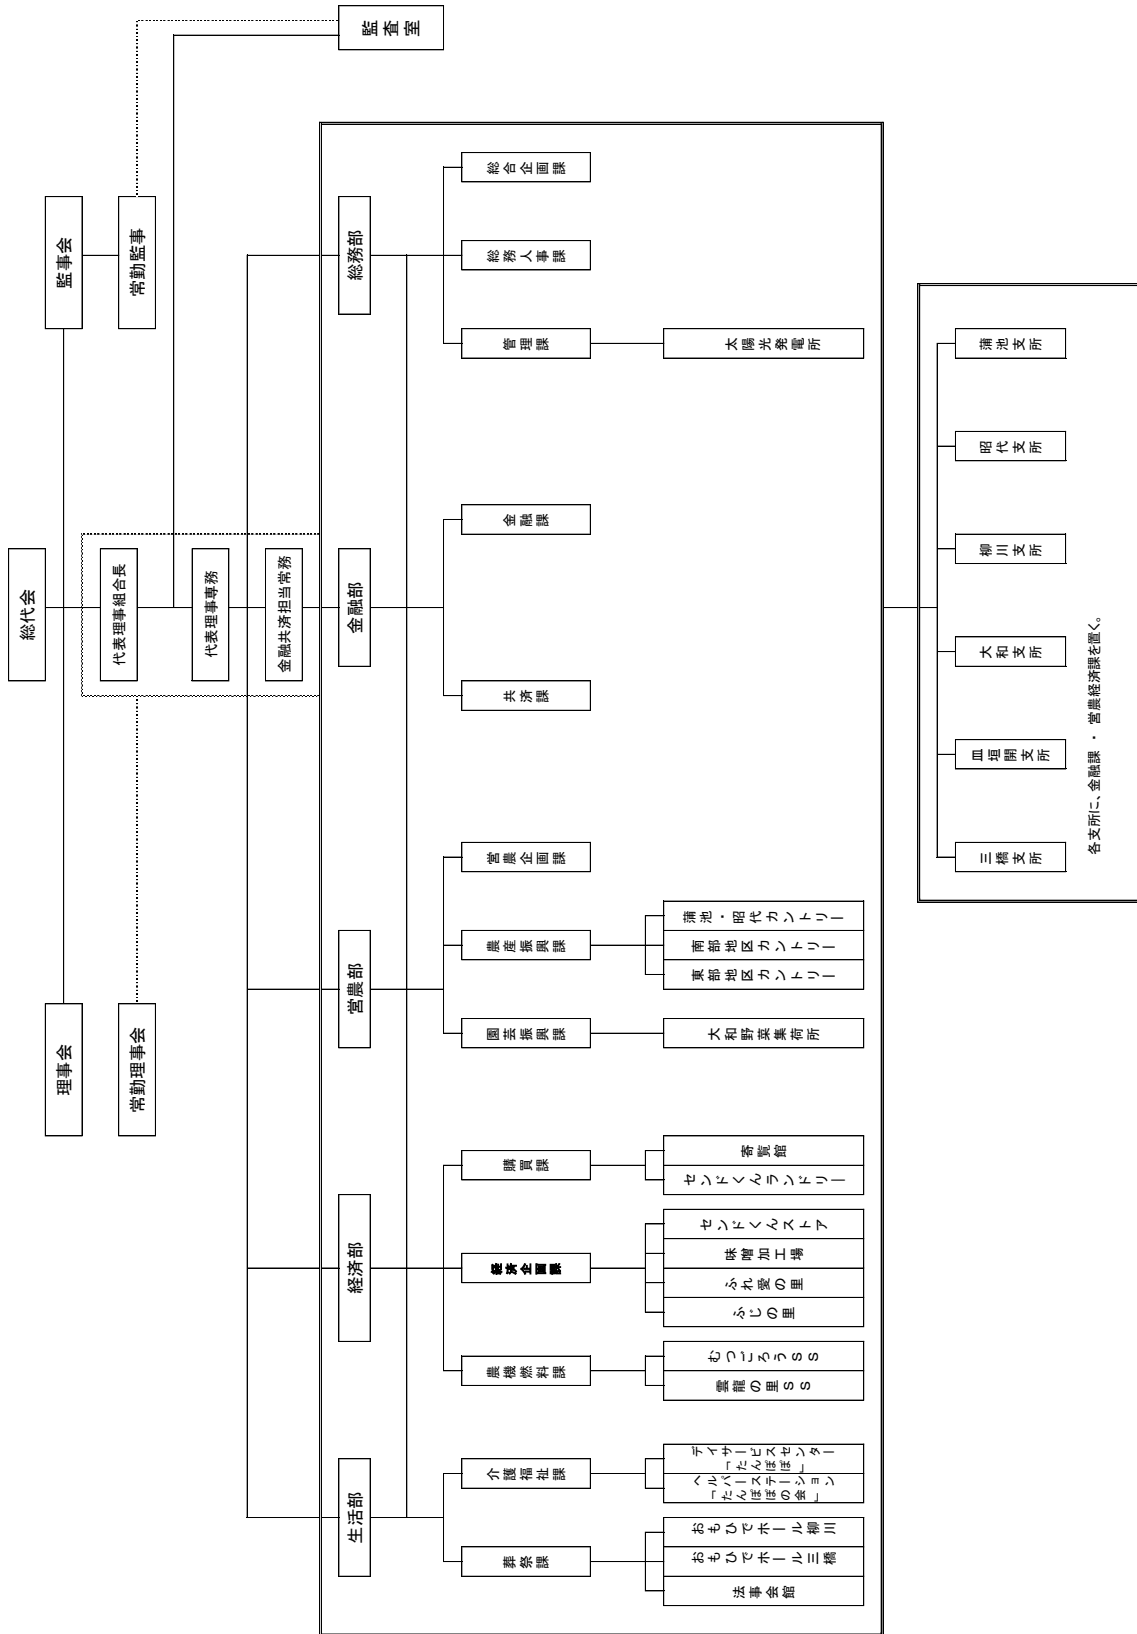 総代会
理事会
監事会
常勤理事会
常勤監事
代表理事組合長
代表理事専務
金融共済担当常務
監査室
生活部
経済部
営農部
金融部
総務部
葬祭課
介護福祉課
農機燃料課
経済企画課
購買課
園芸振興課
農産振興課
営農企画課
共済課
金融課
管理課
総務人事課
総合企画課
法事会館
おもひでホール三橋
おもひでホール柳川
ヘルパーステーション
「たんぽぽの会」
デイサービスセンター
「たんぽぽ」
雲龍の里SS
むつごろうSS
ふじの里
ふれ愛の里
味噌加工場
センドくんストア
センドくんランドリー
寄覧館
大和野菜集荷所
東部地区カントリー
南部地区カントリー
蒲池・昭代カントリー
太陽光発電所
三橋支所
皿垣開支所
大和支所
柳川支所
昭代支所
蒲池支所
各支所に、金融課・営農経済課を置く。